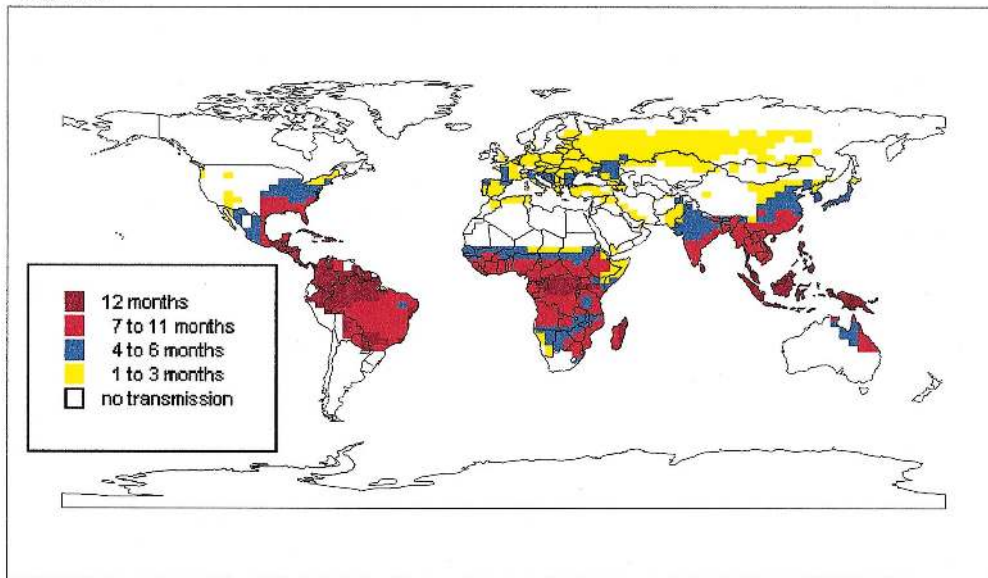 12 months
7 to 11 months
4 to 6 months
1 to 3 months
no transmission